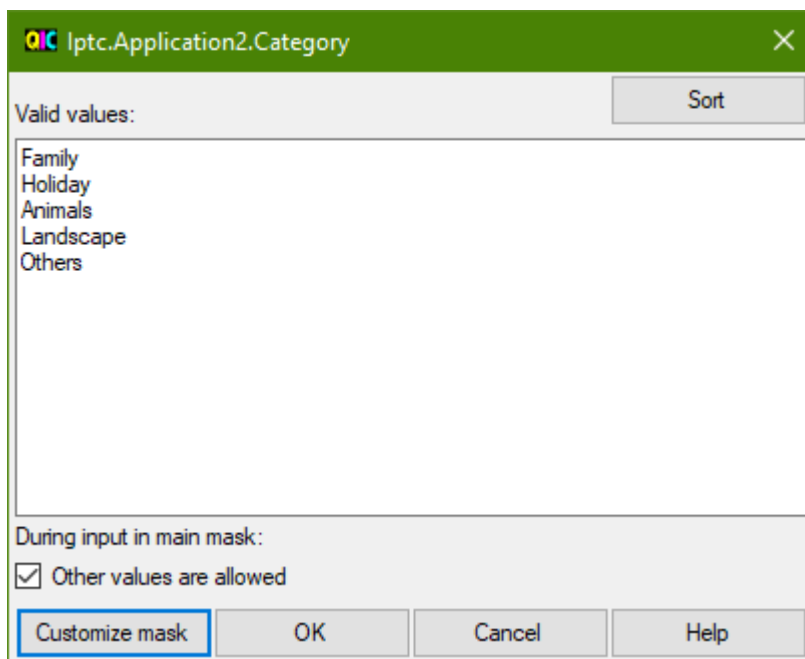 QIC Iptc.Application2.Category
Valid values:
Sort
Family
Holiday
Animals
Landscape
Others
During input in main mask:
Other values are allowed
Customize mask OK Cancel Help